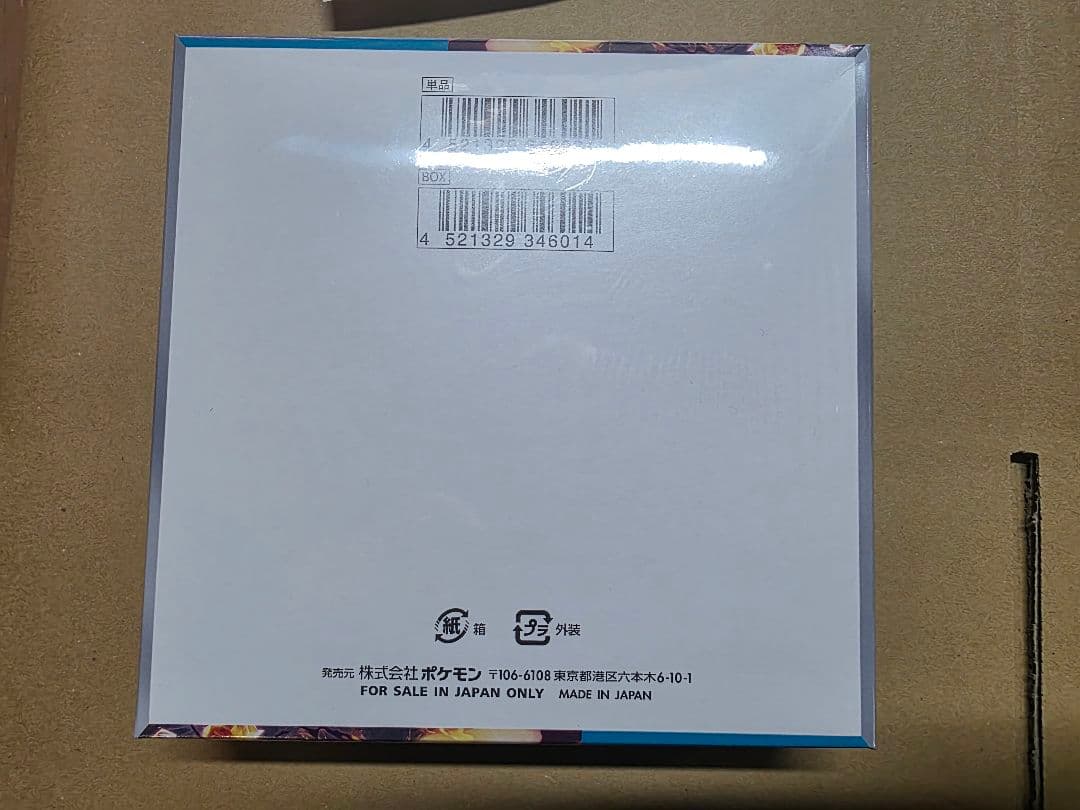 単品
4 521329
BOX
4 521329 346014
紙 箱 プラ 外装
発売元 株式会社ポケモン 〒106-6108 東京都港区六本木6-10-1
FOR SALE IN JAPAN ONLY MADE IN JAPAN